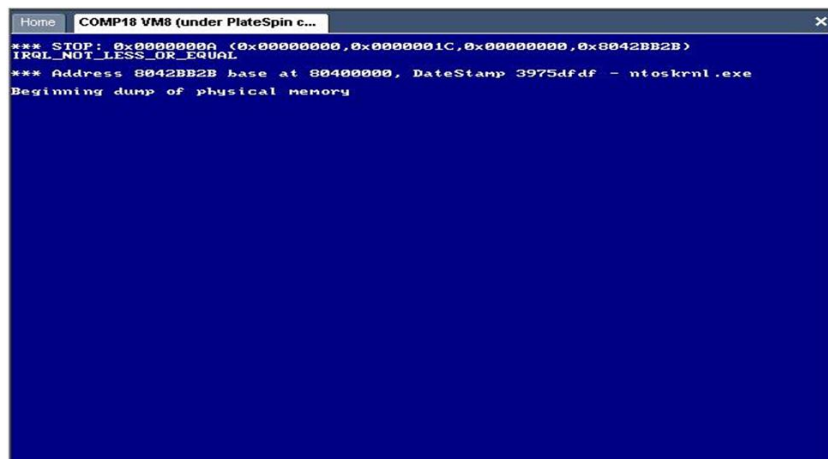 Home COMP18 VM8 (under PlateSpin c...
*** STOP: 0x0000000A (0x00000000,0x0000001C,0x00000000,0x8042BB2B)
IRQL_NOT_LESS_OR_EQUAL
*** Address 8042BB2B base at 80400000, DateStamp 3975dfdf - ntoskrnl.exe
Beginning dump of physical memory